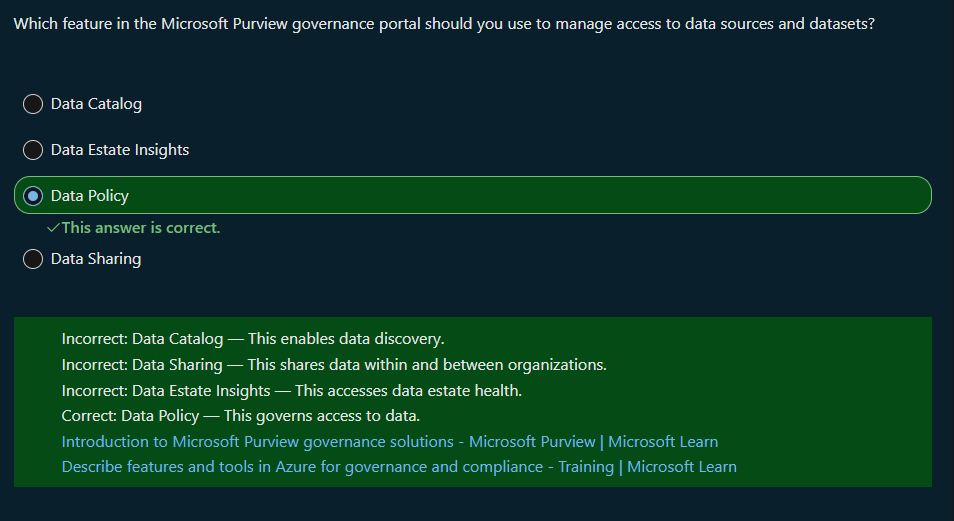 Which feature in the Microsoft Purview governance portal should you use to manage access to data sources and datasets?
Data Catalog
Data Estate Insights
Data Policy
✓This answer is correct.
Data Sharing
Incorrect: Data Catalog — This enables data discovery.
Incorrect: Data Sharing — This shares data within and between organizations.
Incorrect: Data Estate Insights — This accesses data estate health.
Correct: Data Policy — This governs access to data.
Introduction to Microsoft Purview governance solutions - Microsoft Purview | Microsoft Learn
Describe features and tools in Azure for governance and compliance - Training | Microsoft Learn